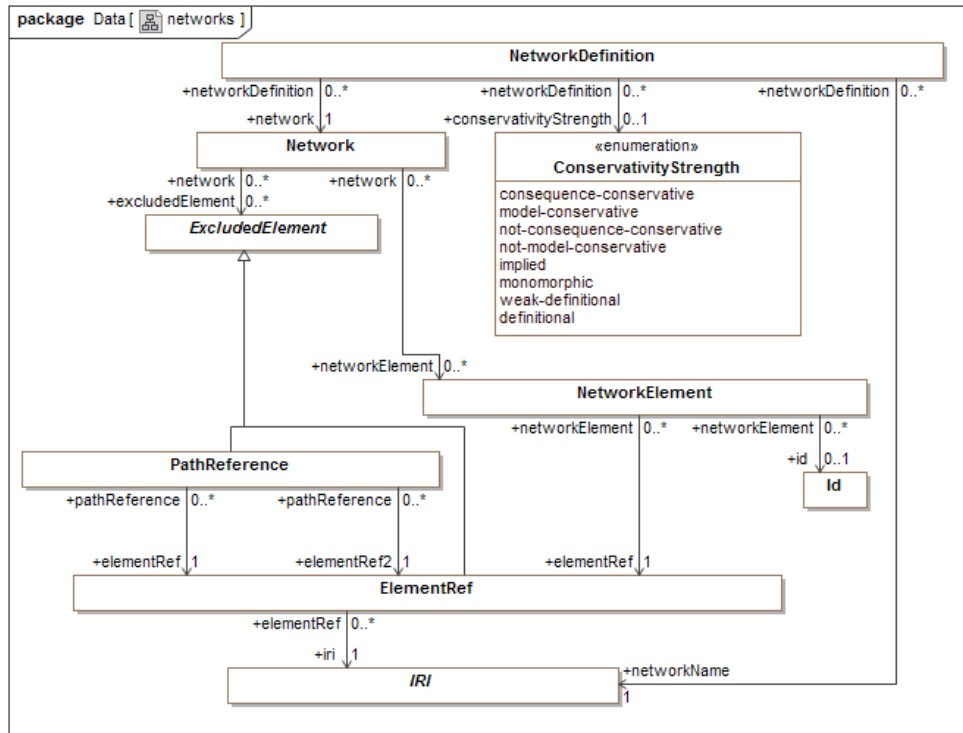 package Data [ networks ]
NetworkDefinition
+networkDefinition 0..* +networkDefinition 0..* +networkDefinition 0..*
+network 1 +conservativityStrength 0..1
Network
«enumeration»
ConservativityStrength
consequence-conservative
model-conservative
not-consequence-conservative
not-model-conservative
implied
monomorphic
weak-definitional
definitional
+network 0..* +network 0..*
+excludedElement 0..*
ExcludedElement
+networkElement 0..*
NetworkElement
+networkElement 0..* +networkElement 0..*
+id 0..1
Id
PathReference
+pathReference 0..* +pathReference 0..*
+elementRef 1 +elementRef2 1 +elementRef 1
ElementRef
+elementRef 0..*
+iri 1
+networkName
1
IRI